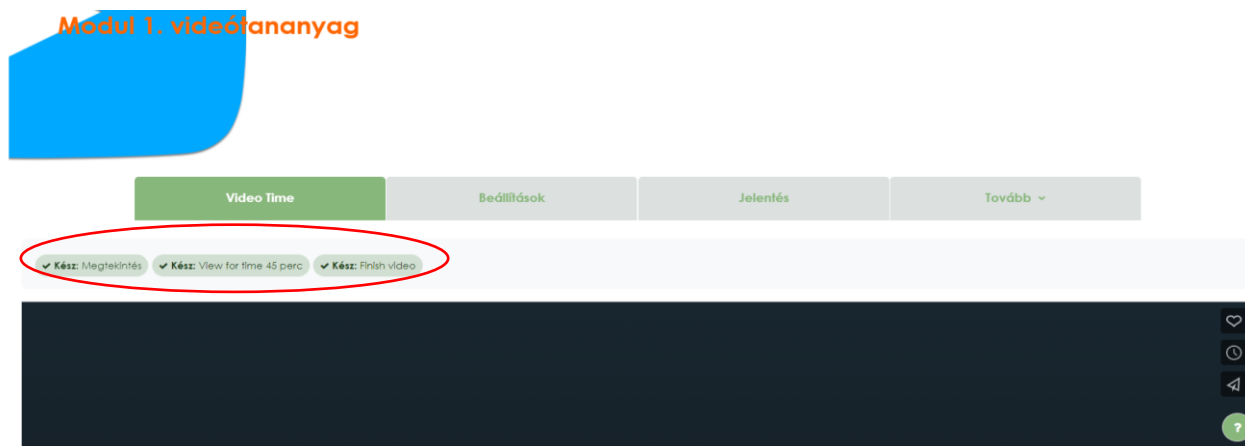 Modul 1. videótananyag
Video Time
Beállítások
Jelentés
Tovább
Kész: Megtekintés
Kész: View for time 45 perc
Kész: Finish video
?